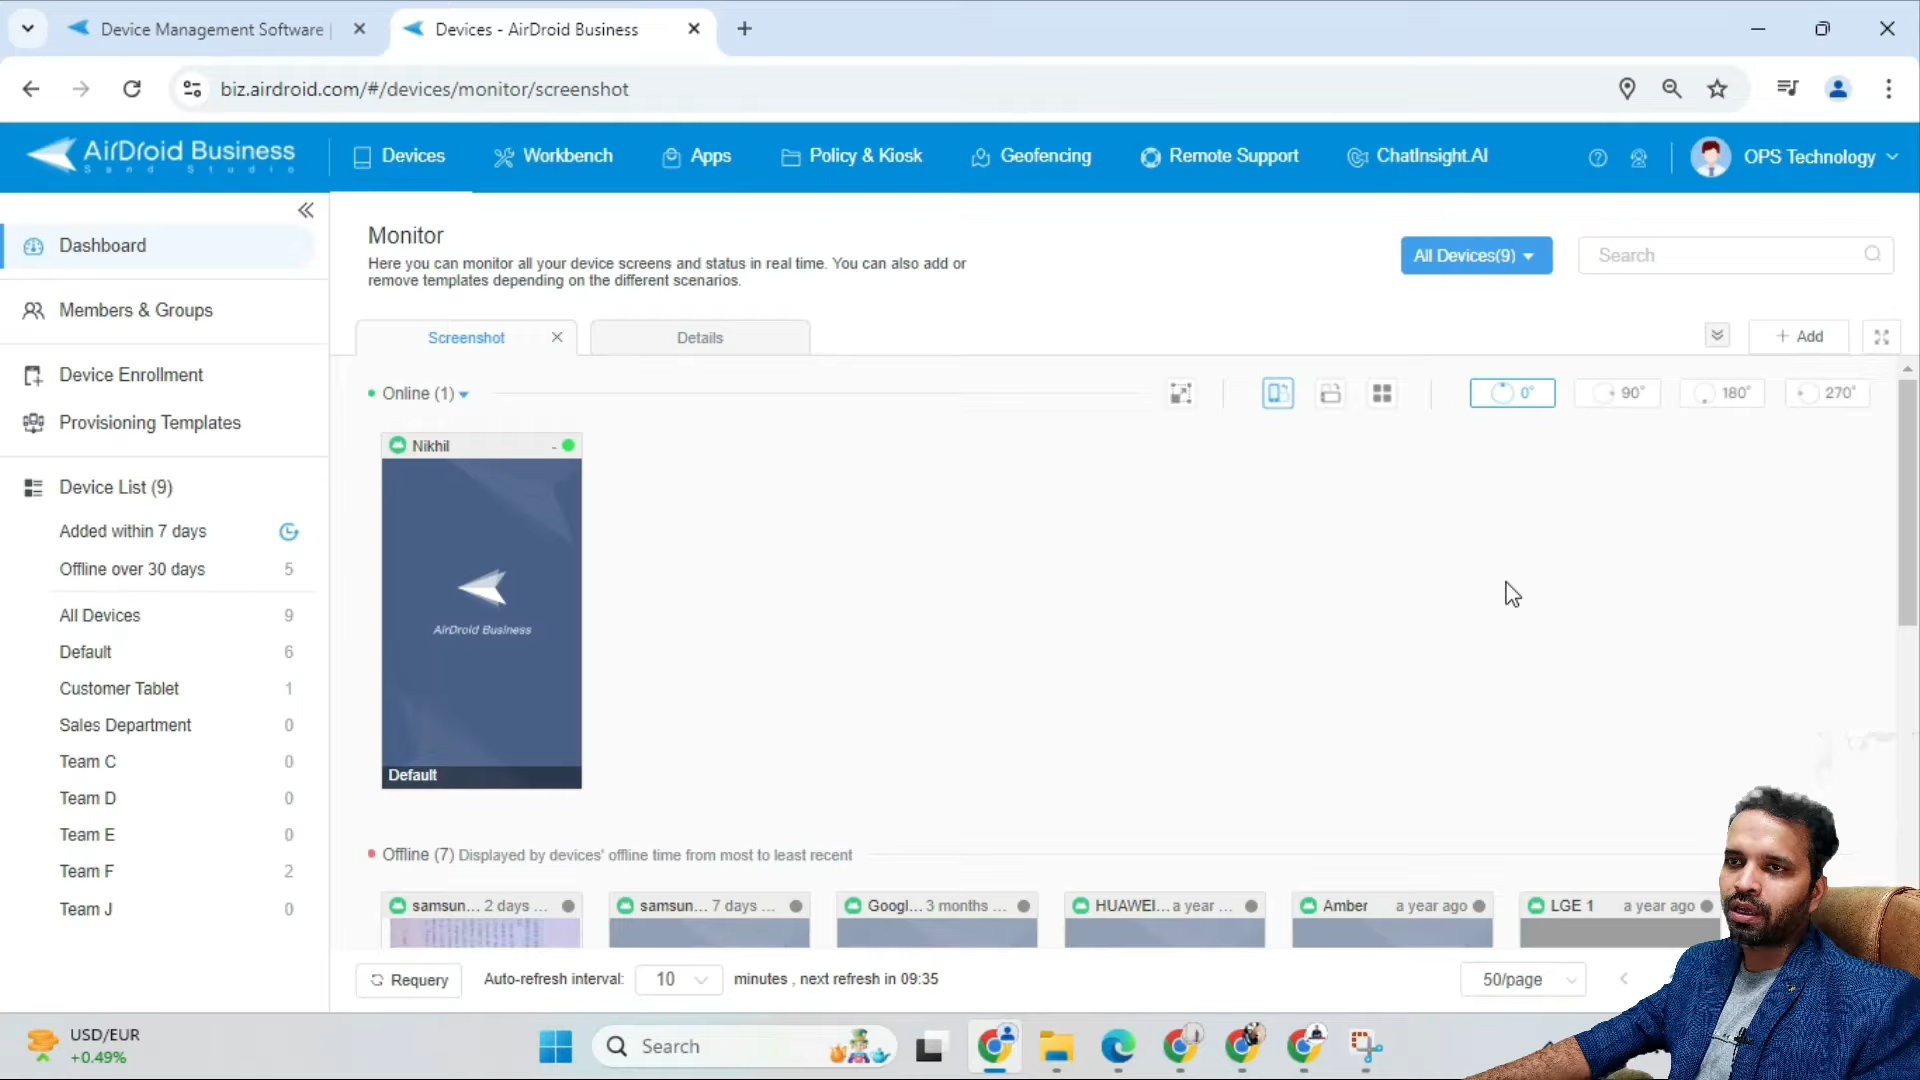 Device Management Software |
Devices - AirDroid Business
biz.airdroid.com/#/devices/monitor/screenshot
AirDroid Business
Sand Studio
Devices
Workbench
Apps
Policy & Kiosk
Geofencing
Remote Support
ChatInsight.AI
OPS Technology
Dashboard
Members & Groups
Device Enrollment
Provisioning Templates
Device List (9)
Added within 7 days
Offline over 30 days 5
All Devices 9
Default 6
Customer Tablet 1
Sales Department 0
Team C 0
Team D 0
Team E 0
Team F 2
Team J 0
Monitor
Here you can monitor all your device screens and status in real time. You can also add or
remove templates depending on the different scenarios.
All Devices(9)
Search
Screenshot
Details
+ Add
Online (1)
0°
90°
180°
270°
Nikhil -
AirDroid Business
Default
Offline (7) Displayed by devices' offline time from most to least recent
samsun... 2 days ...
samsun... 7 days ...
Googl... 3 months ...
HUAWEI... a year ...
Amber a year ago
LGE 1 a year ago
Requery
Auto-refresh interval: 10 minutes , next refresh in 09:35
50/page
USD/EUR
+0.49%
Search